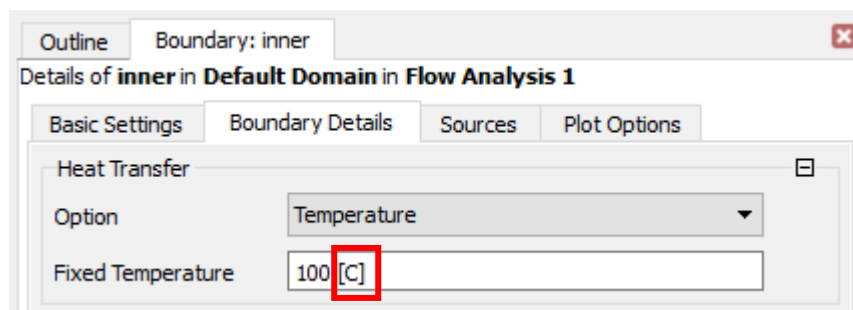 Outline Boundary: inner
Details of inner in Default Domain in Flow Analysis 1
Basic Settings Boundary Details Sources Plot Options
Heat Transfer
Option Temperature
Fixed Temperature 100 [C]